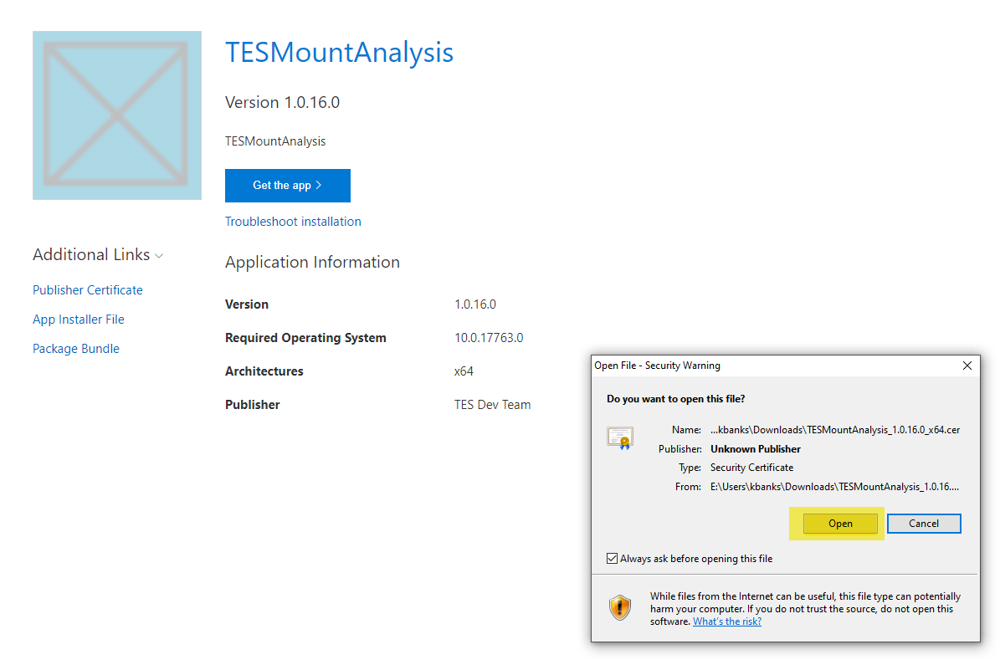 TESMountAnalysis
Version 1.0.16.0
TESMountAnalysis
Get the app
Troubleshoot installation
Additional Links
Publisher Certificate
App Installer File
Package Bundle
Application Information
Version 1.0.16.0
Required Operating System 10.0.17763.0
Architectures x64
Publisher TES Dev Team
Open File - Security Warning
Do you want to open this file?
Name: ...kbanks\Downloads\TESMountAnalysis_1.0.16.0_x64.cer
Publisher: Unknown Publisher
Type: Security Certificate
From: E:\Users\kbanks\Downloads\TESMountAnalysis_1.0.16....
Open Cancel
Always ask before opening this file
While files from the Internet can be useful, this file type can potentially
harm your computer. If you do not trust the source, do not open this
software. What's the risk?